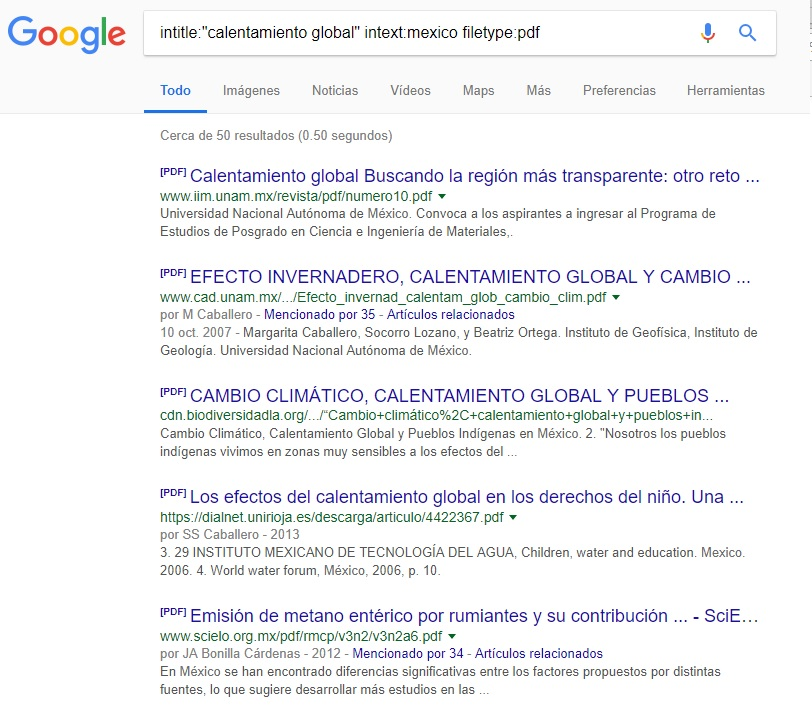 Google
intitle:"calentamiento global" intext:mexico filetype:pdf
Todo Imágenes Noticias Vídeos Maps Más Preferencias Herramientas
Cerca de 50 resultados (0.50 segundos)
[PDF] Calentamiento global Buscando la región más transparente: otro reto ...
www.iim.unam.mx/revista/pdf/numero10.pdf
Universidad Nacional Autónoma de México. Convoca a los aspirantes a ingresar al Programa de
Estudios de Posgrado en Ciencia e Ingeniería de Materiales,.
[PDF] EFECTO INVERNADERO, CALENTAMIENTO GLOBAL Y CAMBIO ...
www.cad.unam.mx/.../Efecto_invernad_calentam_glob_cambio_clim.pdf
por M Caballero - Mencionado por 35 - Artículos relacionados
10 oct. 2007 - Margarita Caballero, Socorro Lozano, y Beatriz Ortega. Instituto de Geofísica, Instituto de
Geología. Universidad Nacional Autónoma de México.
[PDF] CAMBIO CLIMÁTICO, CALENTAMIENTO GLOBAL Y PUEBLOS ...
cdn.biodiversidadla.org/.../“Cambio+climático%2C+calentamiento+global+y+pueblos+in...
Cambio Climático, Calentamiento Global y Pueblos Indígenas en México. 2. "Nosotros los pueblos
indígenas vivimos en zonas muy sensibles a los efectos del ...
[PDF] Los efectos del calentamiento global en los derechos del niño. Una ...
https://dialnet.unirioja.es/descarga/articulo/4422367.pdf
por SS Caballero - 2013
3. 29 INSTITUTO MEXICANO DE TECNOLOGÍA DEL AGUA, Children, water and education. Mexico.
2006. 4. World water forum, México, 2006, p. 10.
[PDF] Emisión de metano entérico por rumiantes y su contribución ... - SciE...
www.scielo.org.mx/pdf/rmcp/v3n2/v3n2a6.pdf
por JA Bonilla Cárdenas - 2012 - Mencionado por 34 - Artículos relacionados
En México se han encontrado diferencias significativas entre los factores propuestos por distintas
fuentes, lo que sugiere desarrollar más estudios en las ...